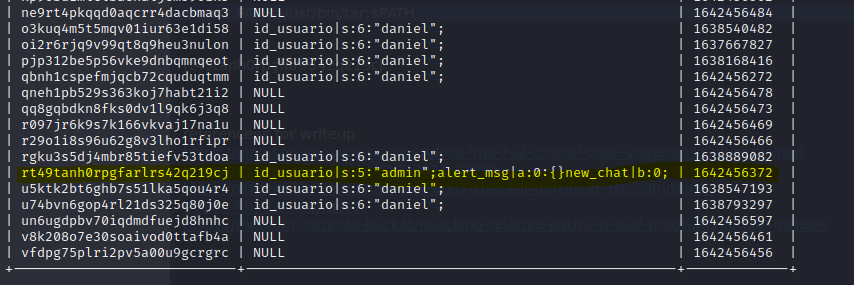 | ne9rt4pkqqd0aqcrr4dacbmaq3 | NULL | 1642456484 |
| o3kuq4m5t5mqv01iur63e1di58 | id_usuario|s:6:"daniel"; | 1638540482 |
| oi2r6rjq9v99qt8q9heu3nulon | id_usuario|s:6:"daniel"; | 1637667827 |
| pjp312be5p56vke9dnbqmnqeot | id_usuario|s:6:"daniel"; | 1638168416 |
| qbnh1cspefmjqcb72cquduqtmm | id_usuario|s:6:"daniel"; | 1642456272 |
| qneh1pb529s363koj7habt21i2 | NULL | 1642456478 |
| qq8gqbdkn8fks0dv1l9qk6j3q8 | NULL | 1642456473 |
| r097jr6k9s7k166vkvaj17na1u | NULL | 1642456469 |
| r29o1i8s96u62g8v3lho1rfipr | NULL | 1642456466 |
| rgku3s5dj4mbr85tiefv53tdoa | id_usuario|s:6:"daniel"; | 1638889082 |
| rt49tanh0rpgfarlrs42q219cj | id_usuario|s:5:"admin";alert_msg|a:0:{}new_chat|b:0; | 1642456372 |
| u5ktk2bt6ghb7s51lka5qou4r4 | id_usuario|s:6:"daniel"; | 1638547193 |
| u74bvn6gop4rl21ds325q80j0e | id_usuario|s:6:"daniel"; | 1638793297 |
| un6ugdpbv70iqdmdfuejd8hnhc | NULL | 1642456597 |
| v8k208o7e30soaivod0ttafb4a | NULL | 1642456461 |
| vfdpg75plri2pv5a00u9gcrgrc | NULL | 1642456456 |